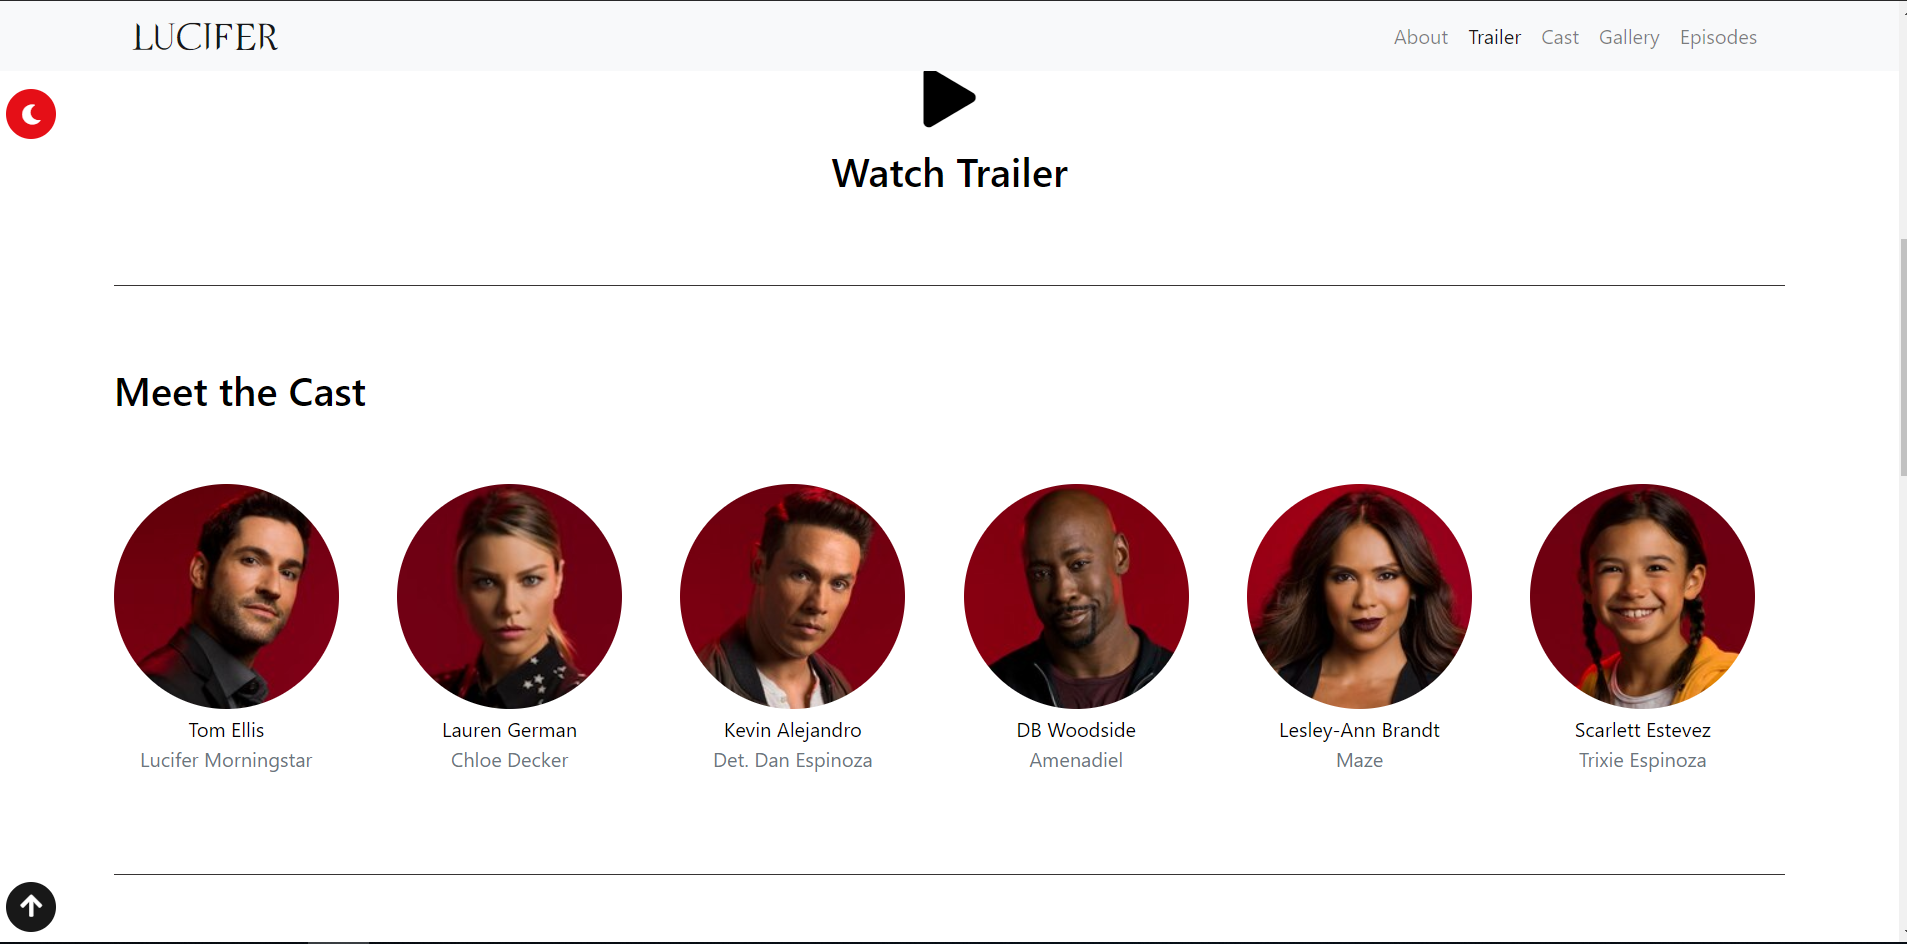 LUCIFER
About Trailer Cast Gallery Episodes
Watch Trailer
Meet the Cast
Tom Ellis
Lucifer Morningstar
Lauren German
Chloe Decker
Kevin Alejandro
Det. Dan Espinoza
DB Woodside
Amenadiel
Lesley-Ann Brandt
Maze
Scarlett Estevez
Trixie Espinoza